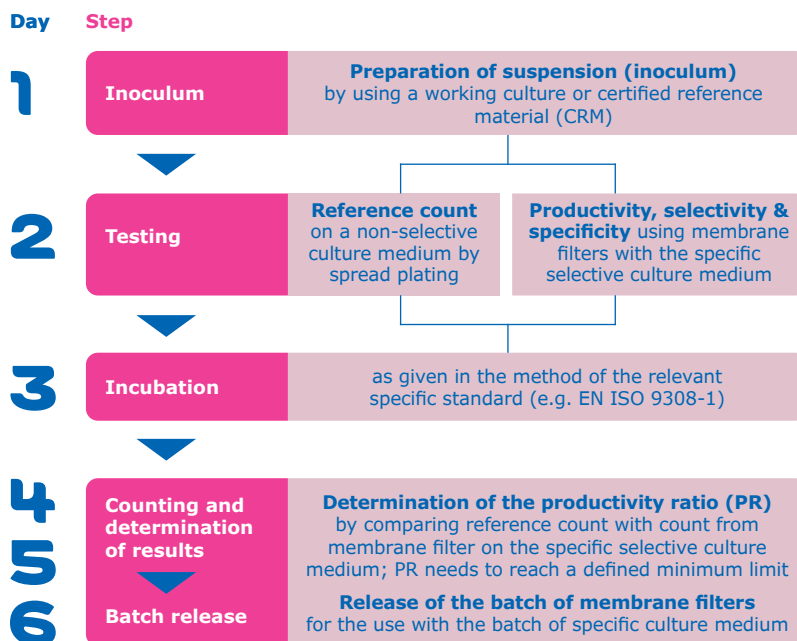 Day Step
1
Inoculum
Preparation of suspension (inoculum)
by using a working culture or certified reference
material (CRM)
2
Testing
Reference count
on a non-selective
culture medium by
spread plating
Productivity, selectivity &
specificity using membrane
filters with the specific
selective culture medium
3
Incubation
as given in the method of the relevant
specific standard (e.g. EN ISO 9308-1)
4
5
Counting and
determination
of results
Determination of the productivity ratio (PR)
by comparing reference count with count from
membrane filter on the specific selective culture
medium; PR needs to reach a defined minimum limit
6
Batch release
Release of the batch of membrane filters
for the use with the batch of specific culture medium